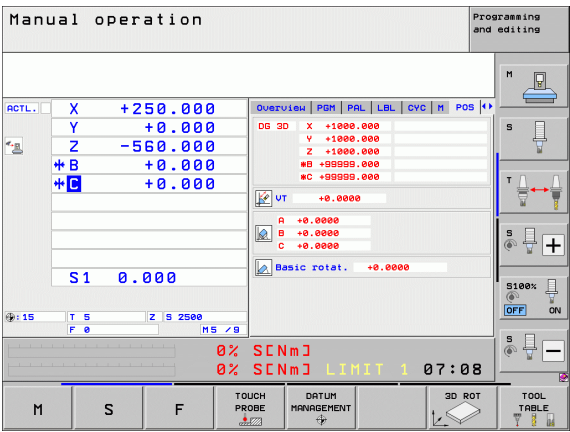 Manual operation
Programming
and editing
ACTL.
X +250.000
Y +0.000
Z -560.000
B +0.000
C +0.000
S1 0.000
:15
T 5
Z S 2500
F 0
M5 /9
Overview PGM PAL LBL CYC M POS
DG 3D X +1000.000
Y +1000.000
Z +1000.000
*B +99999.000
*C +99999.000
VT +0.0000
A +0.0000
B +0.0000
C +0.0000
Basic rotat. +0.0000
0% S[Nm]
0% S[Nm] LIMIT 1 07:08
M
S
T
S
+
S100%
OFF ON
S
-
M
S
F
TOUCH
PROBE
DATUM
MANAGEMENT
3D ROT
TOOL
TABLE